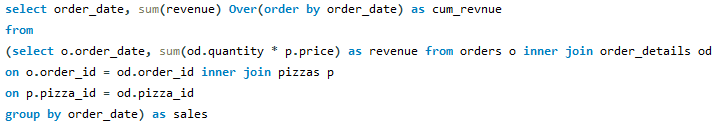 select order_date, sum(revenue) Over(order by order_date) as cum_revnue
from
(select o.order_date, sum(od.quantity * p.price) as revenue from orders o inner join order_details od
on o.order_id = od.order_id inner join pizzas p
on p.pizza_id = od.pizza_id
group by order_date) as sales